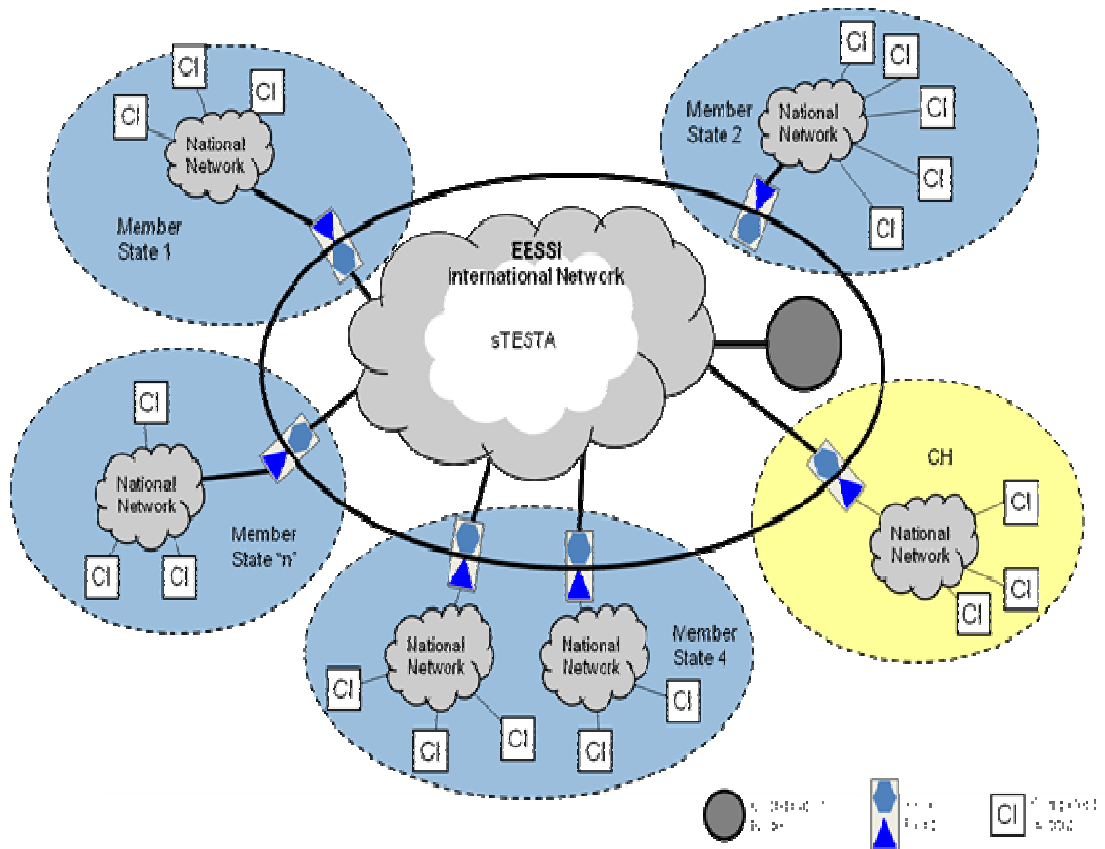 CI
CI
CI
National
Network
Member
State 1
Member
State 2
National
Network
CI
CI
CI
CI
CI
EESSI
International Network
sTESTA
CI
National
Network
Member
State "n"
CI
CI
CH
National
Network
CI
CI
CI
National
Network
National
Network
Member
State 4
CI
CI
CI
CI
CI
CI